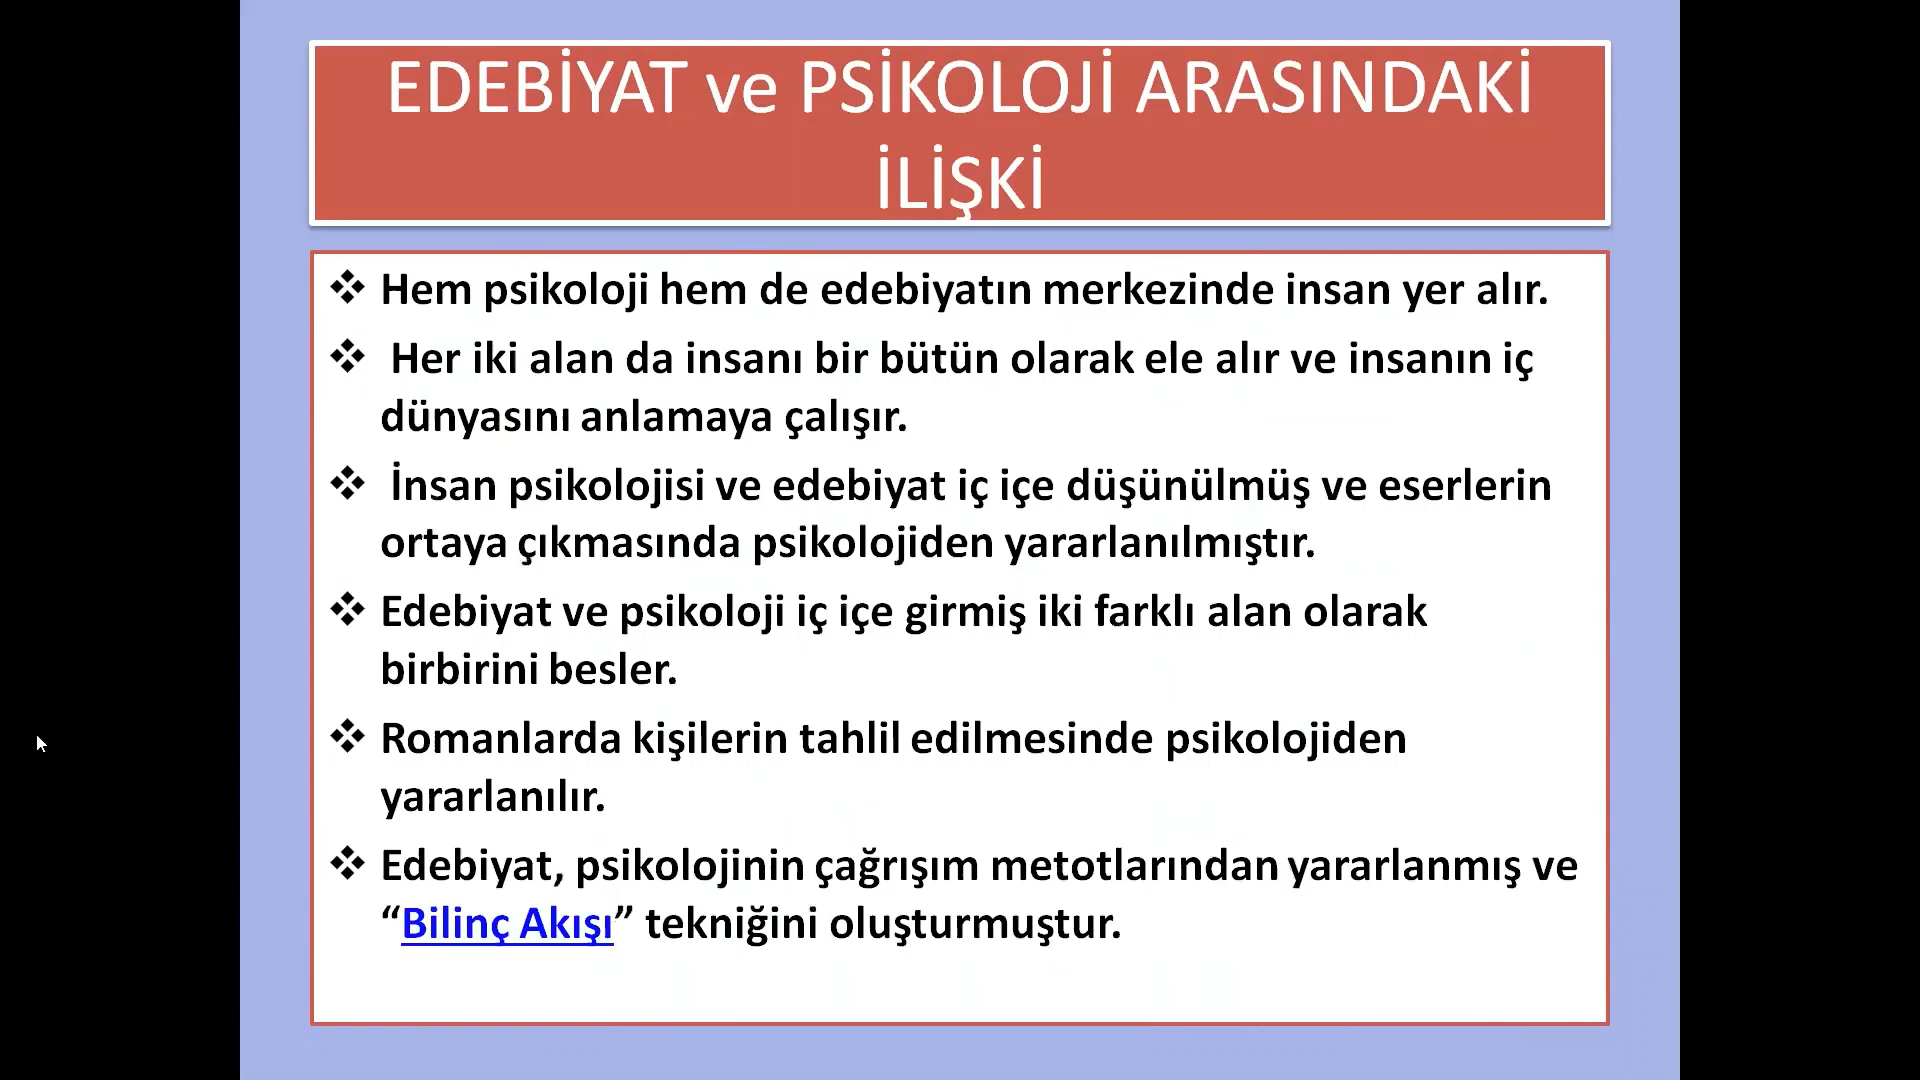 EDEBİYAT ve PSİKOLOJİ ARASINDAKİ
İLİŞKİ
❖ Hem psikoloji hem de edebiyatın merkezinde insan yer alır.
❖ Her iki alan da insanı bir bütün olarak ele alır ve insanın iç
dünyasını anlamaya çalışır.
❖ İnsan psikolojisi ve edebiyat iç içe düşünülmüş ve eserlerin
ortaya çıkmasında psikolojiden yararlanılmıştır.
❖ Edebiyat ve psikoloji iç içe girmiş iki farklı alan olarak
birbirini besler.
❖ Romanlarda kişilerin tahlil edilmesinde psikolojiden
yararlanılır.
❖ Edebiyat, psikolojinin çağrışım metotlarından yararlanmış ve
“Bilinç Akışı” tekniğini oluşturmuştur.